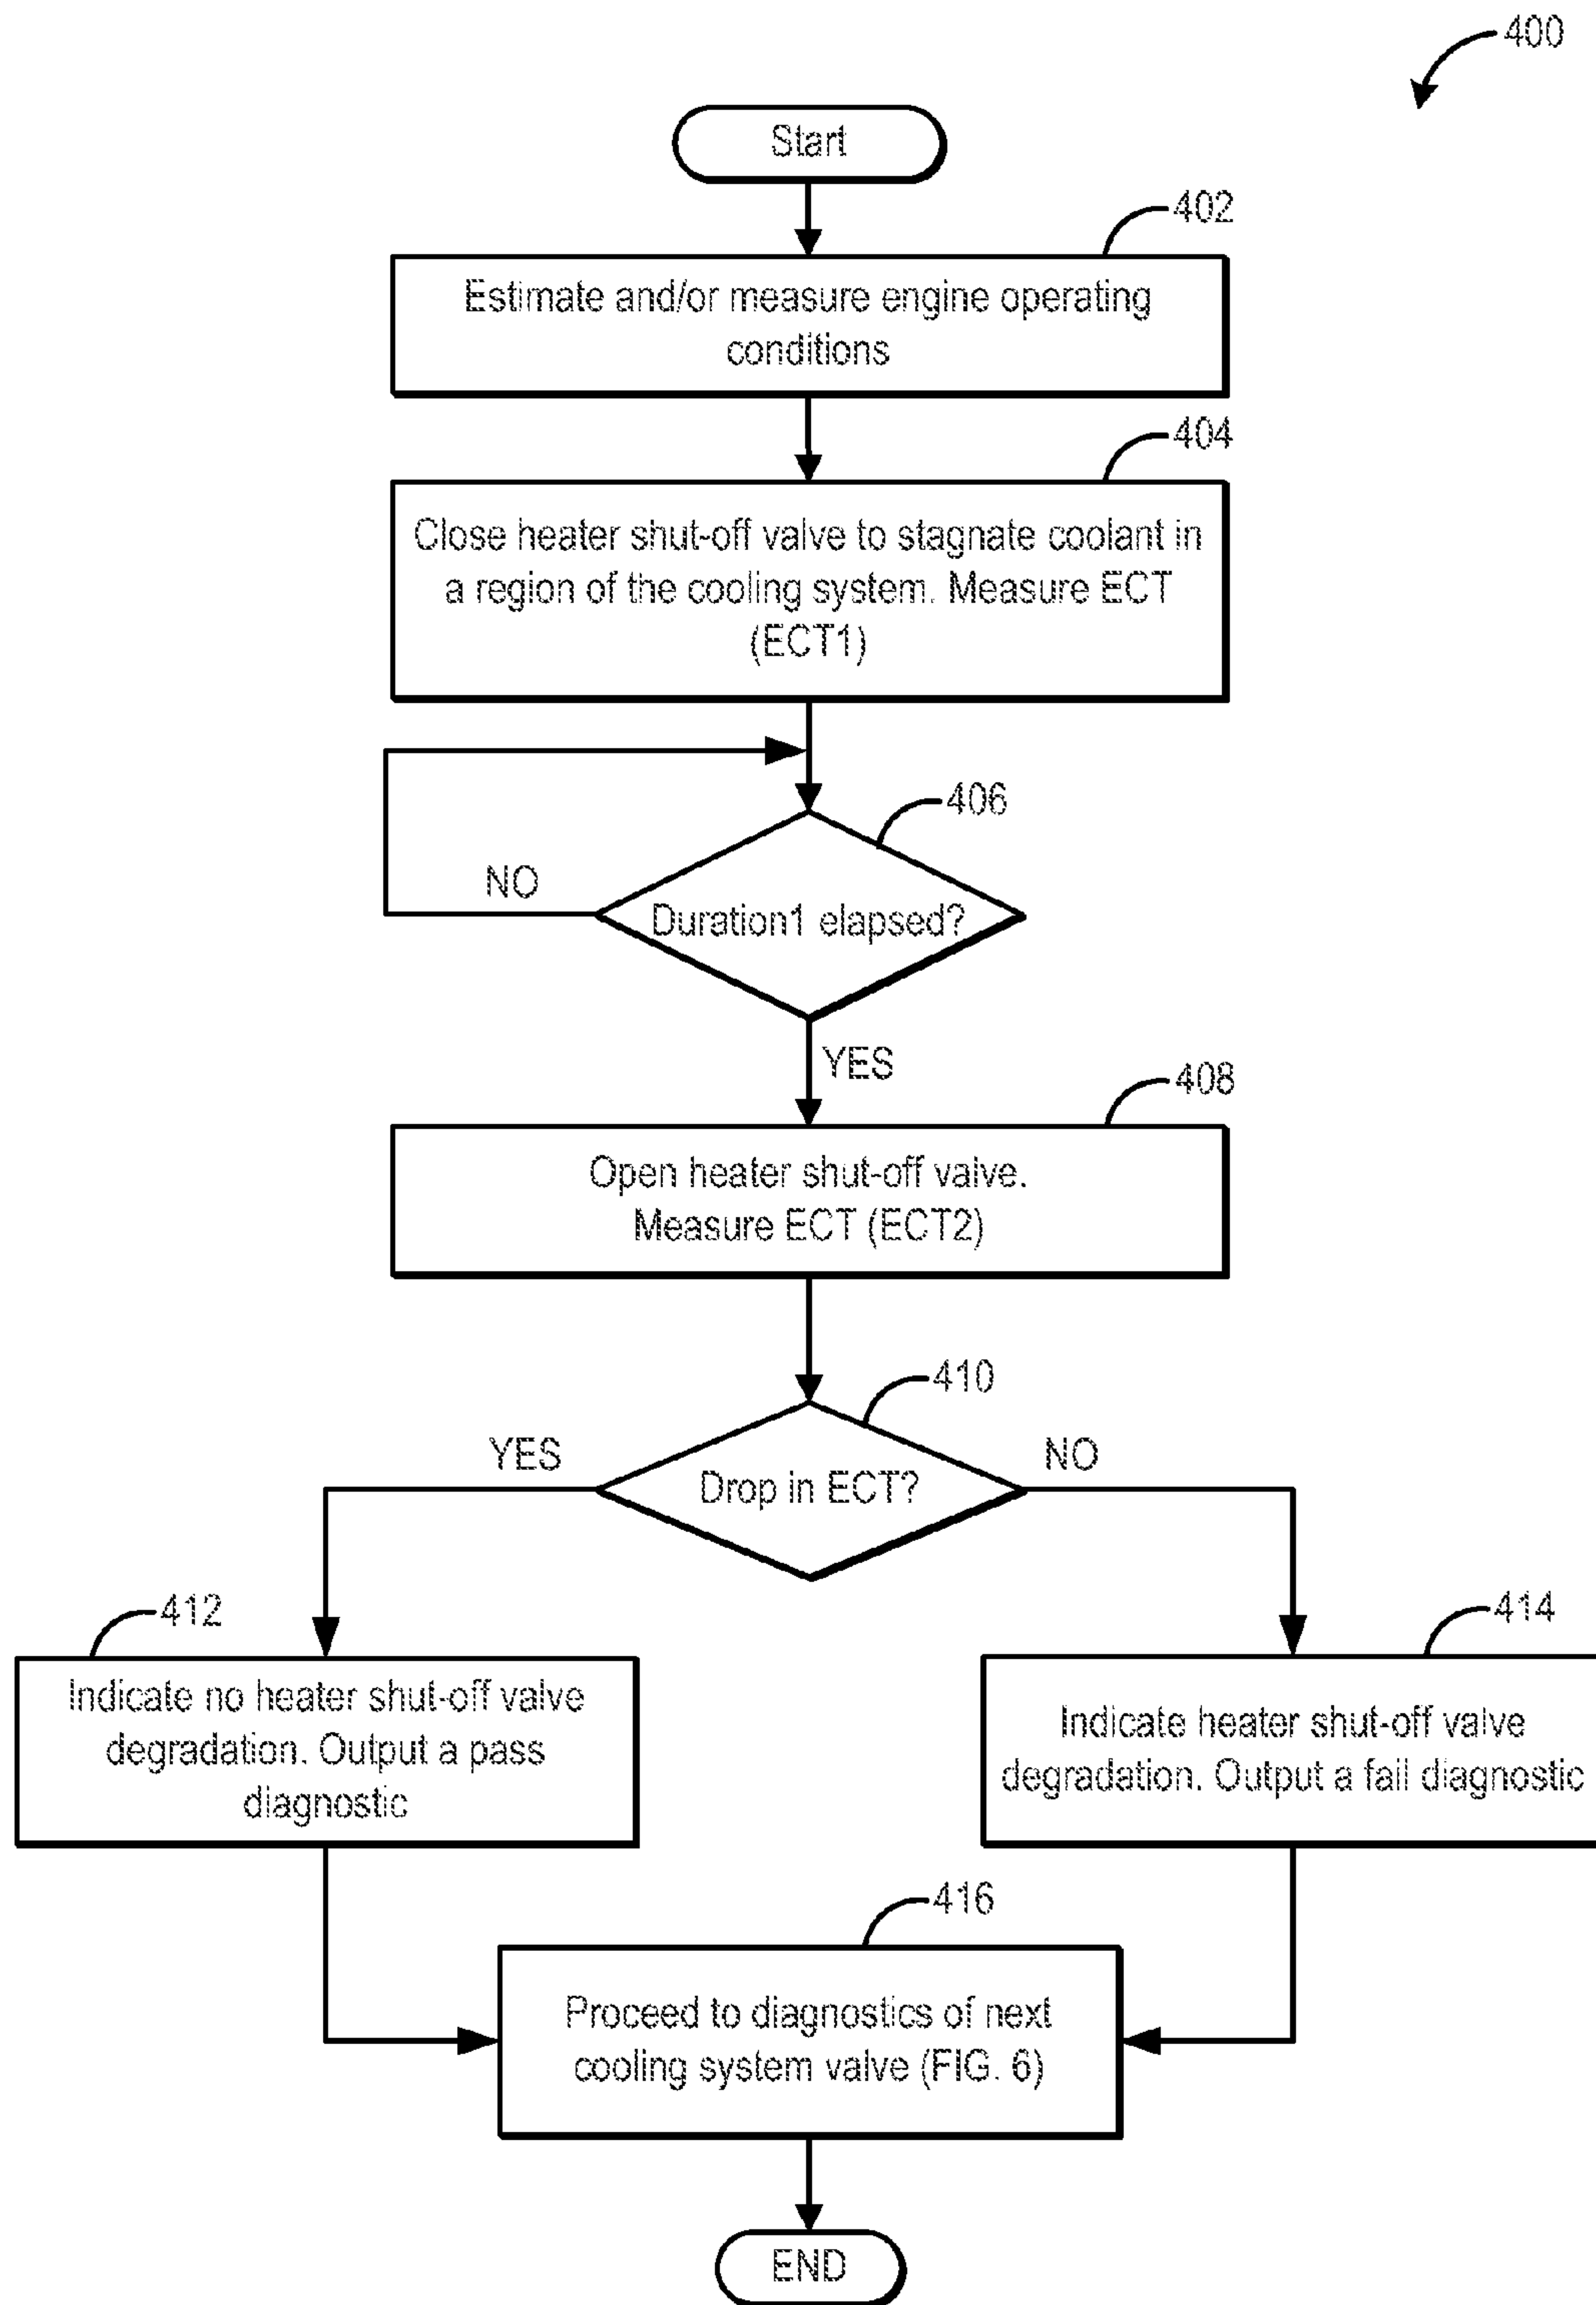 400
Start
402
Estimate and/or measure engine operating
conditions
404
Close heater shut-off valve to stagnate coolant in
a region of the cooling system. Measure ECT
(ECT1)
406
NO
Duration1 elapsed?
YES
408
Open heater shut-off valve.
Measure ECT (ECT2)
410
YES
NO
Drop in ECT?
412
414
Indicate no heater shut-off valve
degradation. Output a pass
diagnostic
Indicate heater shut-off valve
degradation. Output a fail diagnostic
416
Proceed to diagnostics of next
cooling system valve (FIG. 6)
END